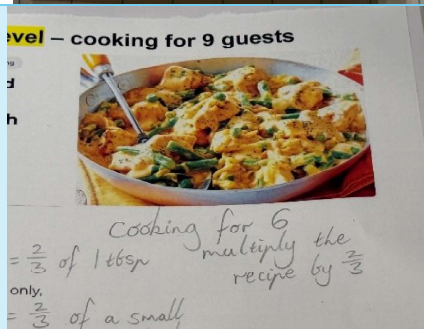 evel – cooking for 9 guests
d
h
Cooking for 6
= 2/3 of 1 tbsp multiply the
recipe by 2/3
only,
= 2/3 of a small